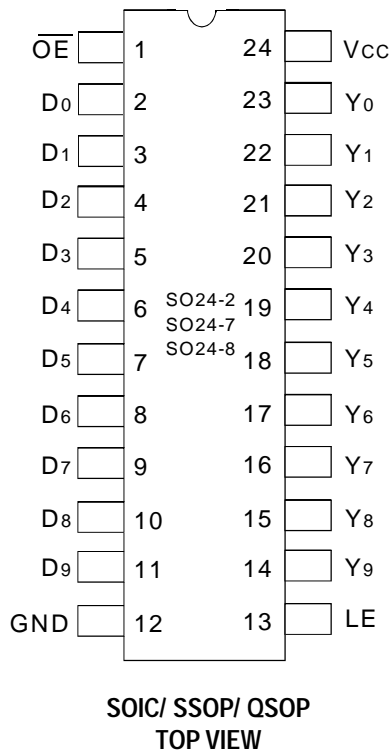 O̅E̅ 1 24 Vcc
D0 2 23 Y0
D1 3 22 Y1
D2 4 21 Y2
D3 5 20 Y3
D4 6 SO24-2 19 Y4
SO24-7
D5 7 SO24-8 18 Y5
D6 8 17 Y6
D7 9 16 Y7
D8 10 15 Y8
D9 11 14 Y9
GND 12 13 LE
SOIC/ SSOP/ QSOP
TOP VIEW